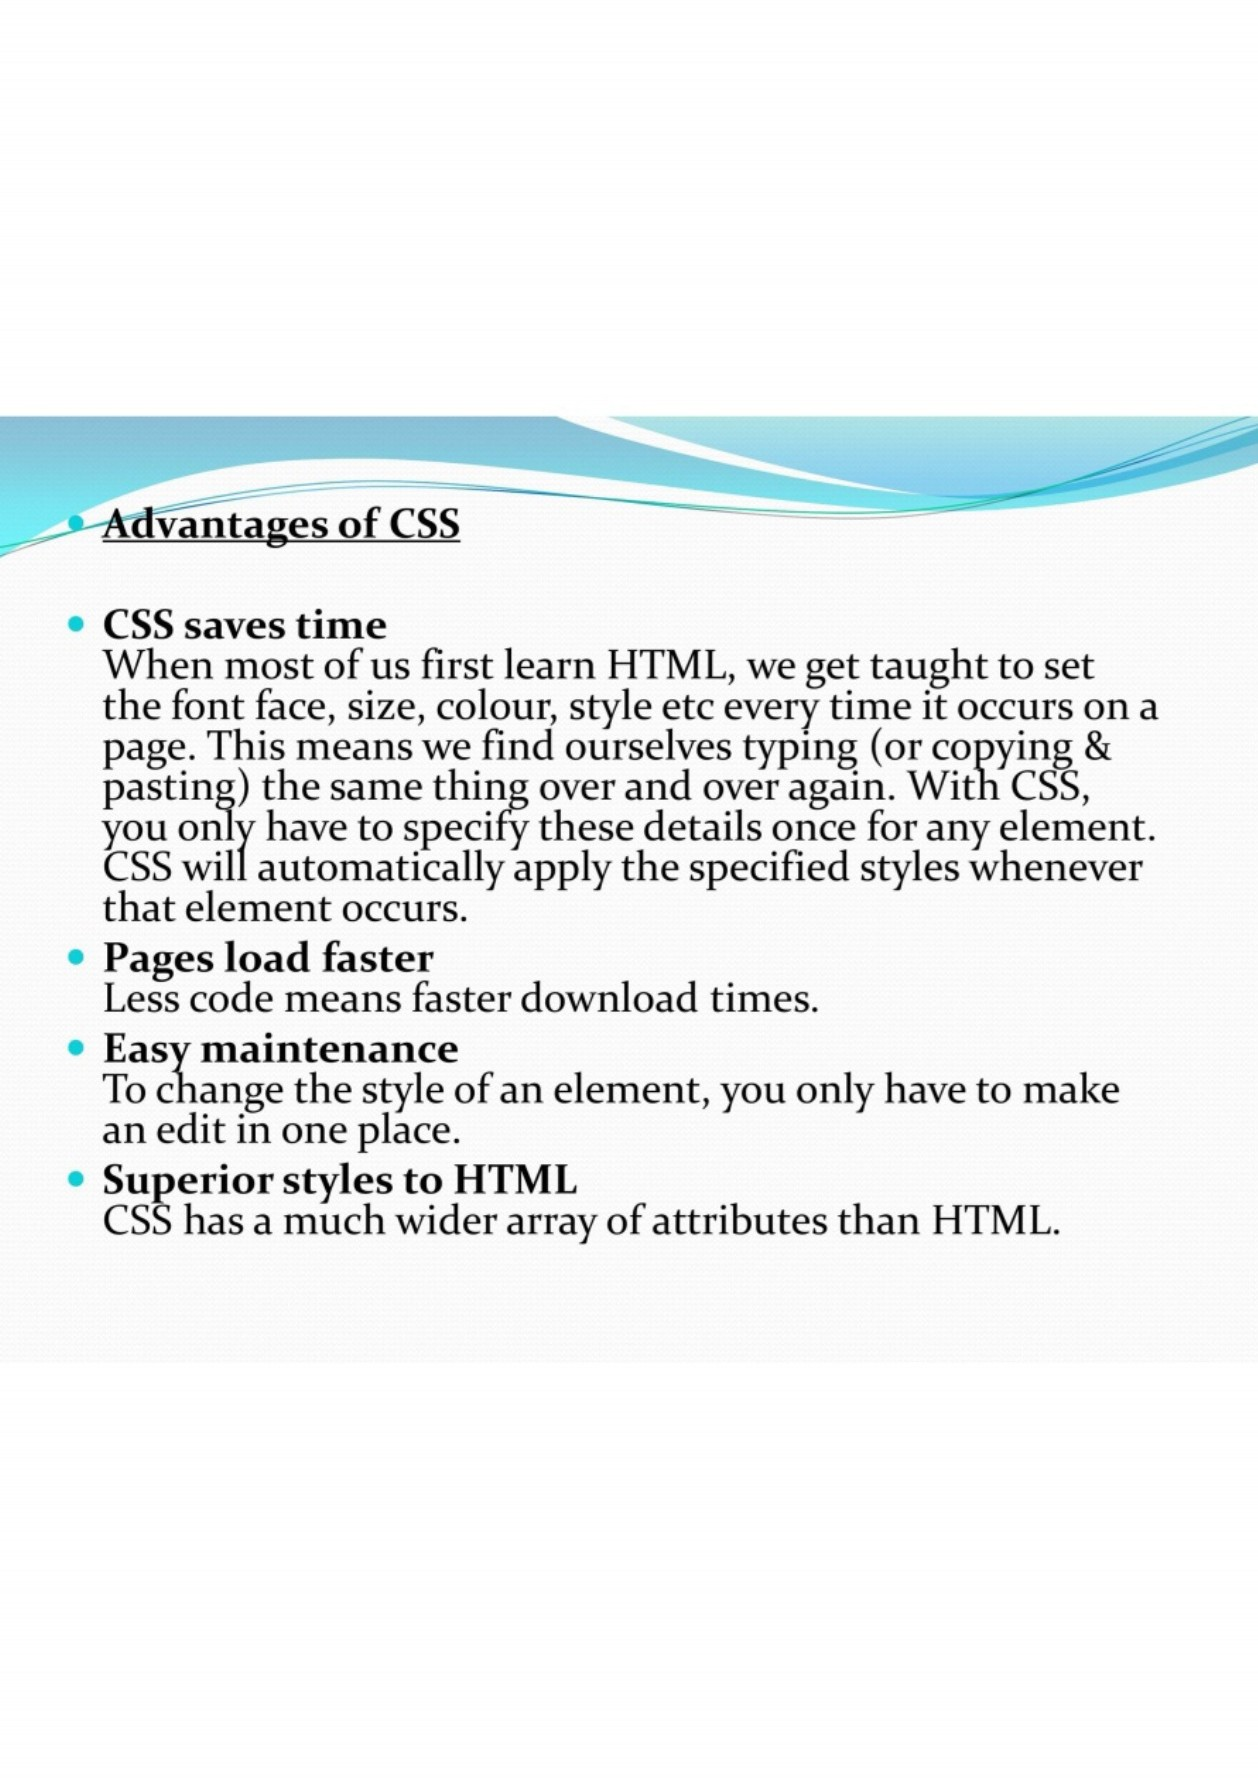 Advantages of CSS
CSS saves time
When most of us first learn HTML, we get taught to set
the font face, size, colour, style etc every time it occurs on a
page. This means we find ourselves typing (or copying &
pasting) the same thing over and over again. With CSS,
you only have to specify these details once for any element.
CSS will automatically apply the specified styles whenever
that element occurs.
Pages load faster
Less code means faster download times.
Easy maintenance
To change the style of an element, you only have to make
an edit in one place.
Superior styles to HTML
CSS has a much wider array of attributes than HTML.